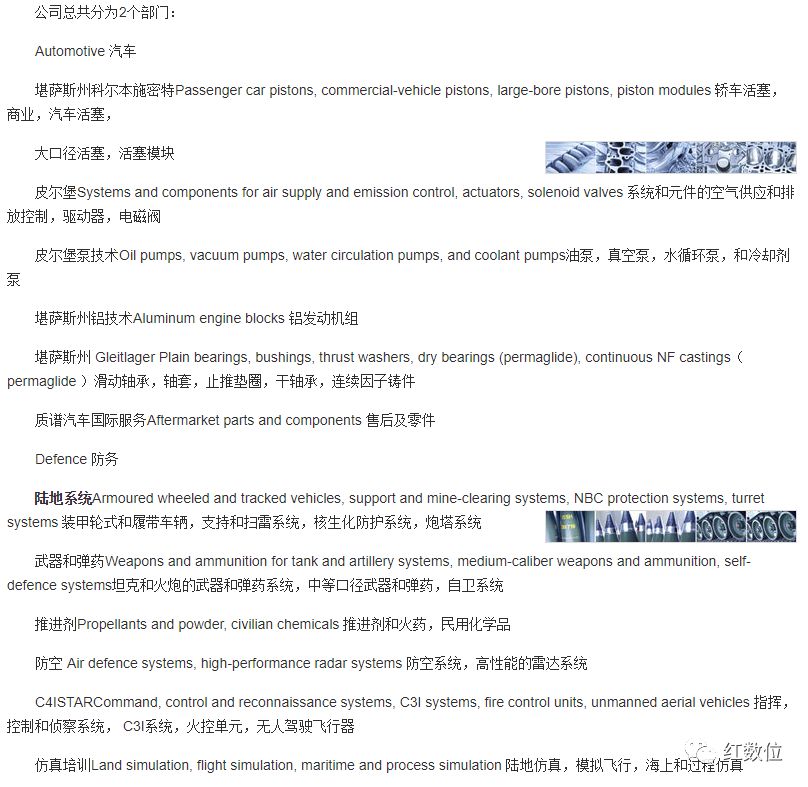 公司总共分为2个部门：
Automotive 汽车
堪萨斯州科尔本施密特Passenger car pistons, commercial-vehicle pistons, large-bore pistons, piston modules 轿车活塞，
商业，汽车活塞，
大口径活塞，活塞模块
皮尔堡Systems and components for air supply and emission control, actuators, solenoid valves 系统和元件的空气供应和排
放控制，驱动器，电磁阀
皮尔堡泵技术Oil pumps, vacuum pumps, water circulation pumps, and coolant pumps油泵，真空泵，水循环泵，和冷却剂
泵
堪萨斯州铝技术Aluminum engine blocks 铝发动机组
堪萨斯州 Gleitlager Plain bearings, bushings, thrust washers, dry bearings (permaglide), continuous NF castings（
permaglide ）滑动轴承，轴套，止推垫圈，干轴承，连续因子铸件
质谱汽车国际服务Aftermarket parts and components 售后及零件
Defence 防务
陆地系统Armoured wheeled and tracked vehicles, support and mine-clearing systems, NBC protection systems, turret
systems 装甲轮式和履带车辆，支持和扫雷系统，核生化防护系统，炮塔系统
武器和弹药Weapons and ammunition for tank and artillery systems, medium-caliber weapons and ammunition, self-
defence systems坦克和火炮的武器和弹药系统，中等口径武器和弹药，自卫系统
推进剂Propellants and powder, civilian chemicals 推进剂和火药，民用化学品
防空 Air defence systems, high-performance radar systems 防空系统，高性能的雷达系统
C4ISTARCommand, control and reconnaissance systems, C3I systems, fire control units, unmanned aerial vehicles 指挥，
控制和侦察系统， C3I系统，火控单元，无人驾驶飞行器
仿真培训Land simulation, flight simulation, maritime and process simulation 陆地仿真，模拟飞行，海上和过程仿真
红数位